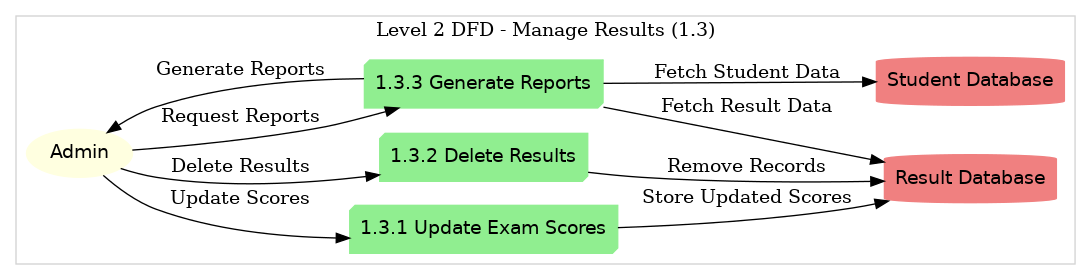 Level 2 DFD - Manage Results (1.3)
Generate Reports
1.3.3 Generate Reports
Fetch Student Data
Student Database
Request Reports
Fetch Result Data
Admin
Delete Results
1.3.2 Delete Results
Remove Records
Result Database
Update Scores
1.3.1 Update Exam Scores
Store Updated Scores